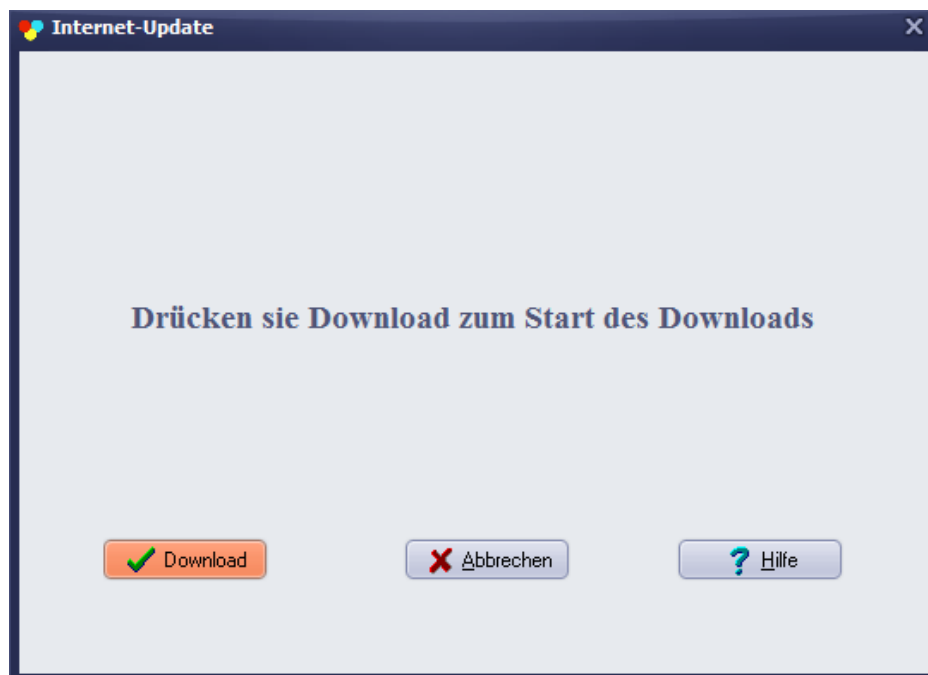 Internet-Update
Drücken sie Download zum Start des Downloads
Download
Abbrechen
Hilfe